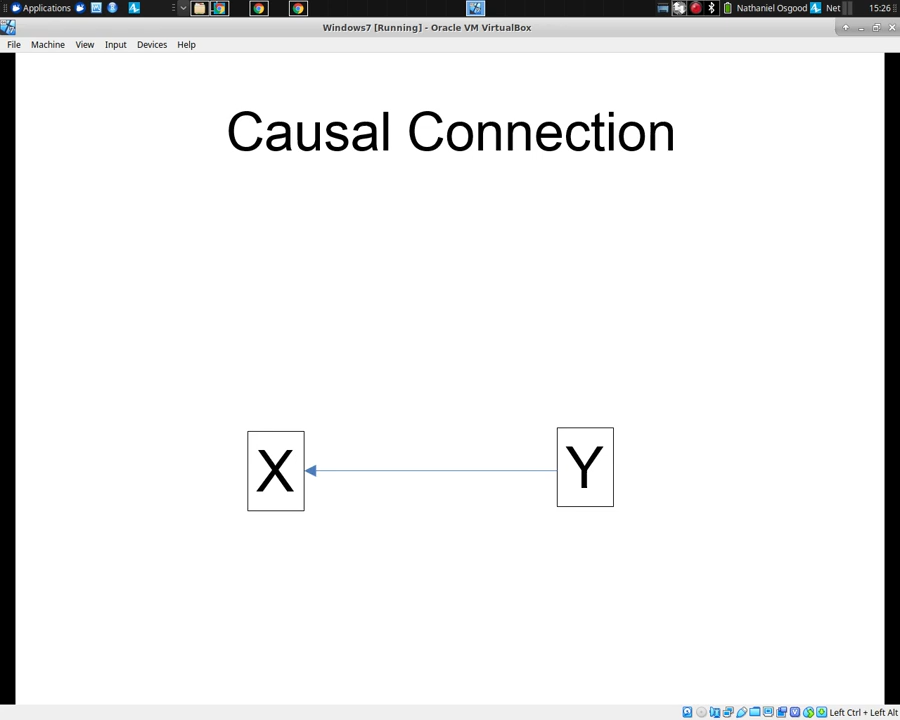 Applications
Nathaniel Osgood
Net
15:26
Windows7 [Running] - Oracle VM VirtualBox
File Machine View Input Devices Help
Causal Connection
X
Y
Left Ctrl + Left Alt